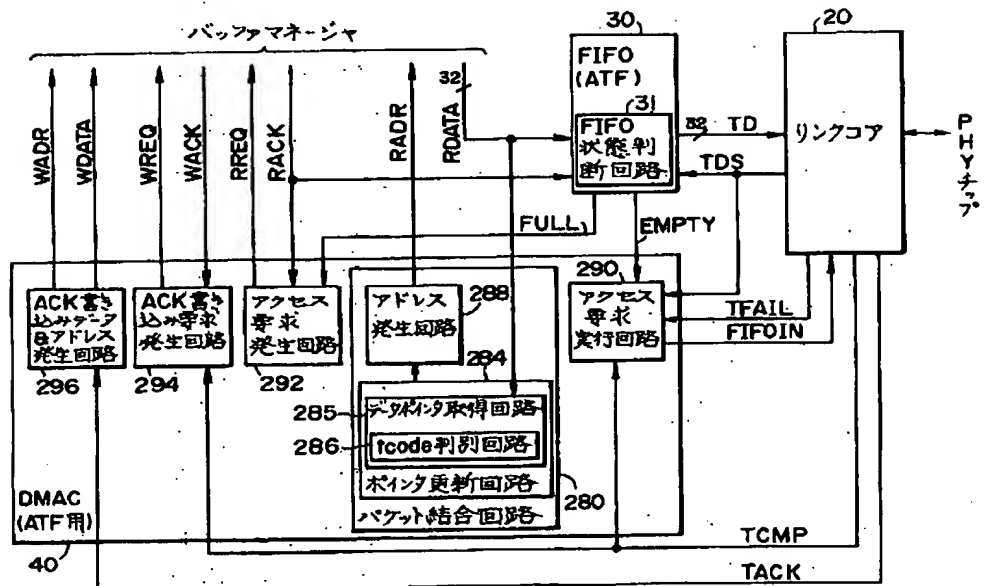 バッファマネージャ
WADR
WDATA
WREQ
WACK
RREQ
RACK
RADR
32
RDATA
30
FIFO
(ATF)
31
FIFO
状態判
断回路
32
TD
TDS
20
リンクコア
PHYチップ
FULL
EMPTY
ACK書き
込みデータ
&アドレス
発生回路
296
ACK書き
込み要求
発生回路
294
アクセス
要求
発生回路
292
アドレス
発生回路
288
284
285
データポインタ取得回路
286
tcode判別回路
ポインタ更新回路
パケット結合回路
280
290
アクセス
要求
実行回路
TFAIL
FIFOIN
DMAC
(ATF用)
40
TCMP
TACK